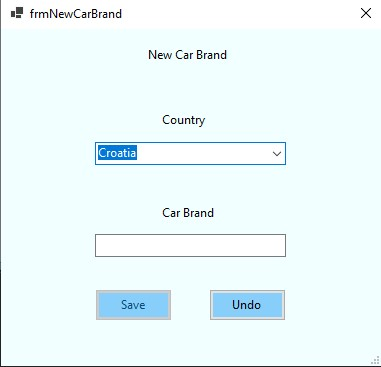 frmNewCarBrand
New Car Brand
Country
Croatia
Car Brand
Save
Undo